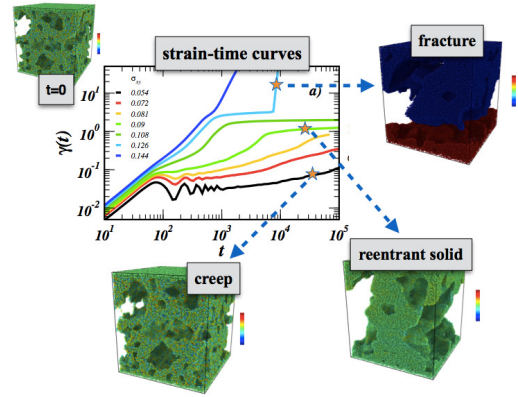 strain-time curves
fracture
t=0
σxy
a)
0.054
0.072
0.081
0.09
0.108
0.126
0.144
γ(t)
10^1
10^0
10^-1
10^-2
10^1 10^2 10^3 10^4 10^5
t
creep
reentrant solid